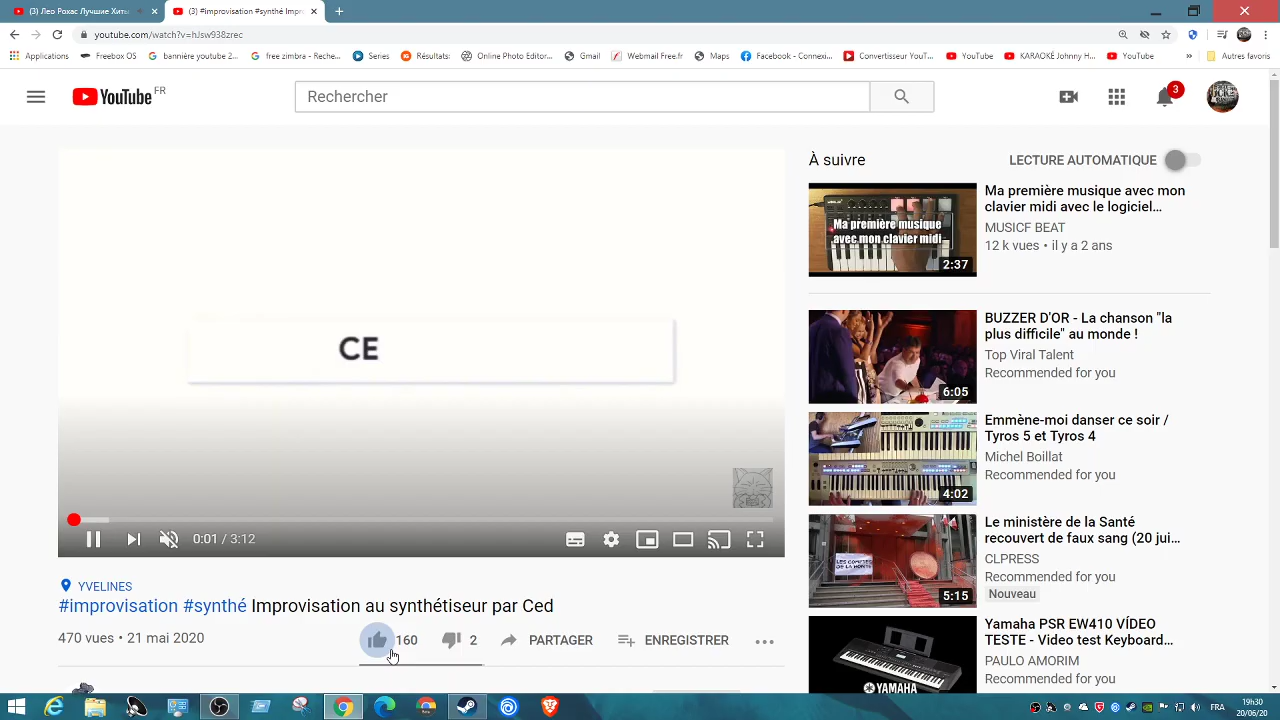 (3) Лео Рохас Лучшие Хиты
(3) #improvisation #synthé Impro
youtube.com/watch?v=hJsw938zrec
Applications
Freebox OS
bannière youtube 2...
free zimbra - Reche...
Series
Résultats
Online Photo Editor...
Gmail
Webmail Free.fr
Maps
Facebook - Connexi...
Convertisseur YouT...
YouTube
KARAOKÉ Johnny H...
YouTube
»
Autres favoris
YouTube FR
Rechercher
3
À suivre
LECTURE AUTOMATIQUE
Ma première musique
avec mon clavier midi
2:37
Ma première musique avec mon
clavier midi avec le logiciel...
MUSICF BEAT
12 k vues • il y a 2 ans
CE
6:05
BUZZER D'OR - La chanson "la
plus difficile" au monde !
Top Viral Talent
Recommended for you
4:02
Emmène-moi danser ce soir /
Tyros 5 et Tyros 4
Michel Boillat
Recommended for you
LES COMPTES
DE LA HONTE
5:15
Le ministère de la Santé
recouvert de faux sang (20 jui...
CLPRESS
Recommended for you
Nouveau
YAMAHA
Yamaha PSR EW410 VÍDEO
TESTE - Video test Keyboard...
PAULO AMORIM
Recommended for you
0:01 / 3:12
YVELINES
#improvisation #synthé Improvisation au synthétiseur par Ced
470 vues • 21 mai 2020
160
2
PARTAGER
ENREGISTRER
19h30
20/06/20